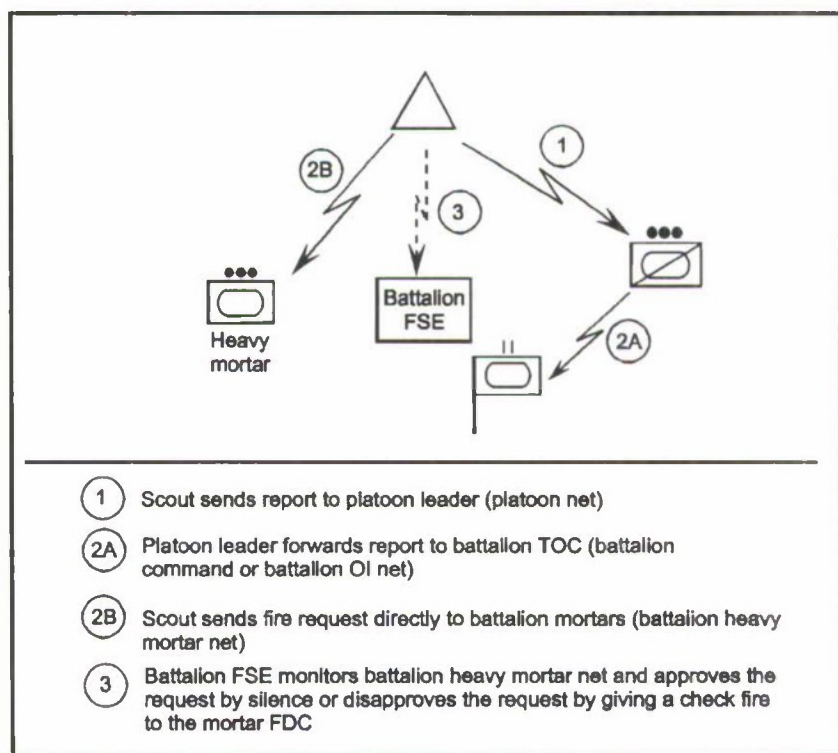 2B
1
3
Battalion
FSE
Heavy
mortar
2A
1 Scout sends report to platoon leader (platoon net)
2A Platoon leader forwards report to battalion TOC (battalion
command or battalion OI net)
2B Scout sends fire request directly to battalion mortars (battalion heavy
mortar net)
3 Battalion FSE monitors battalion heavy mortar net and approves the
request by silence or disapproves the request by giving a check fire
to the mortar FDC